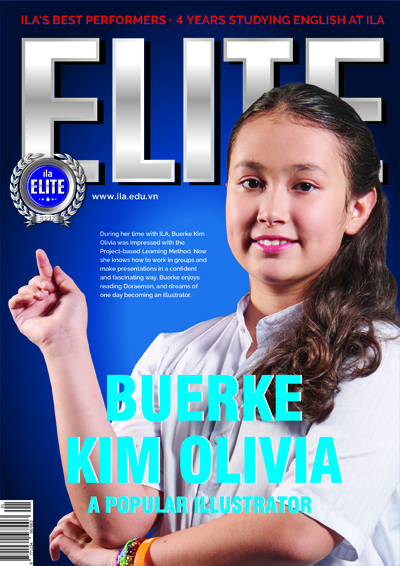 ILA'S BEST PERFORMERS • 4 YEARS STUDYING ENGLISH AT ILA
ELITE
ila
ELITE
www.ila.edu.vn
During her time with ILA, Buerke Kim
Olivia was impressed with the
Project-based Learning Method. Now
she knows how to work in groups and
make presentations in a confident
and fascinating way. Buerke enjoys
reading Doraemon, and dreams of
one day becoming an illustrator.
BUERKE
KIM OLIVIA
A POPULAR ILLUSTRATOR